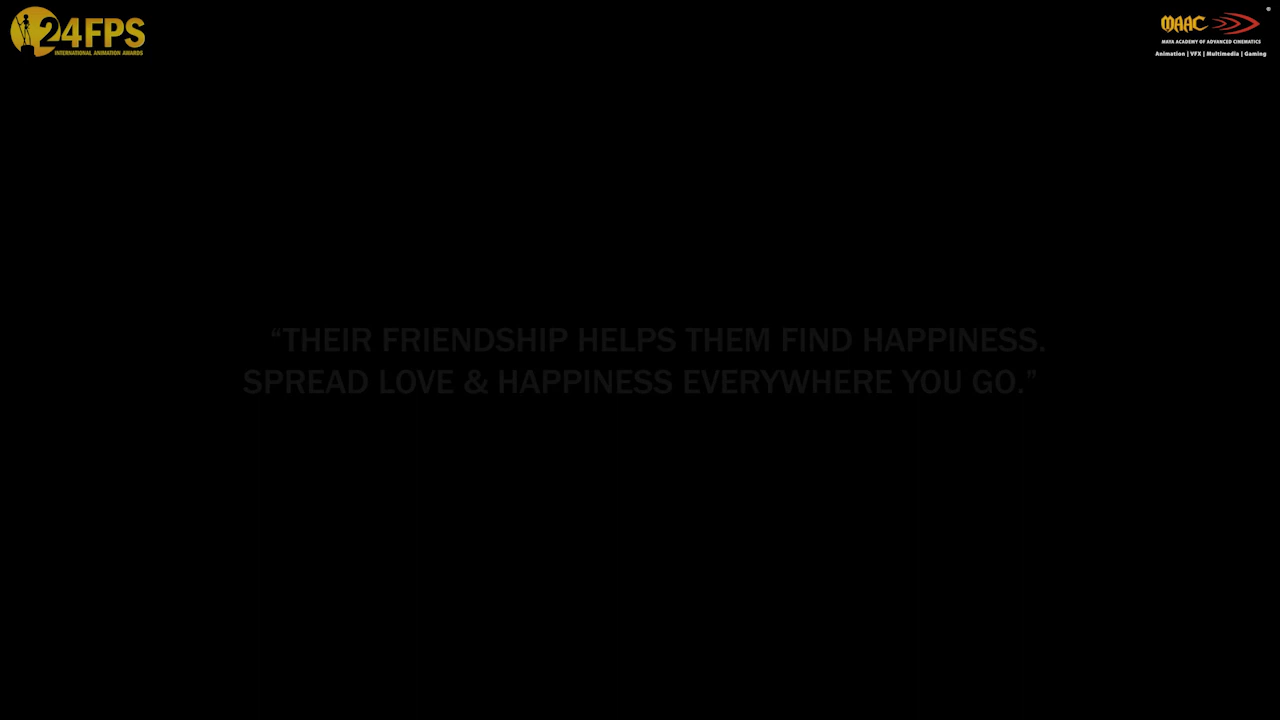 24FPS
INTERNATIONAL ANIMATION AWARDS
MAAC
®
MAYA ACADEMY OF ADVANCED CINEMATICS
Animation | VFX | Multimedia | Gaming
“THEIR FRIENDSHIP HELPS THEM FIND HAPPINESS.
SPREAD LOVE & HAPPINESS EVERYWHERE YOU GO.”